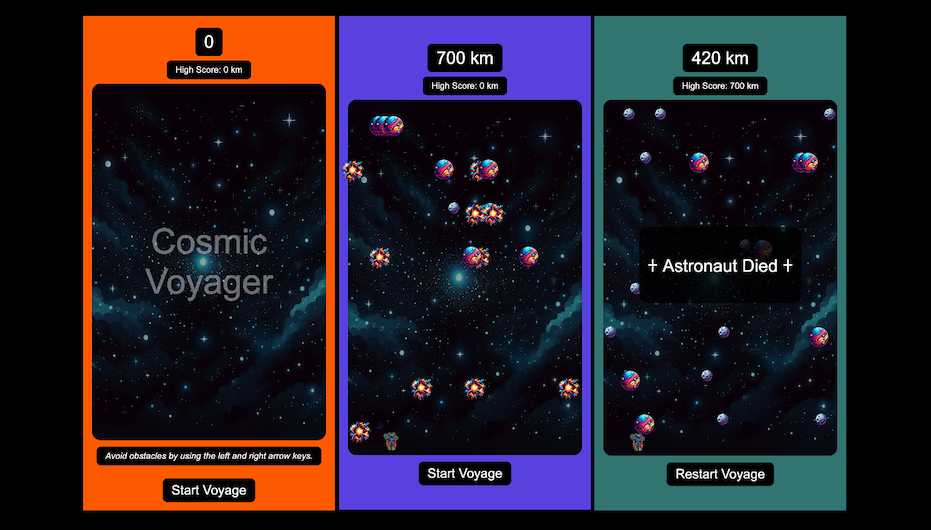 0
High Score: 0 km
Cosmic
Voyager
Avoid obstacles by using the left and right arrow keys.
Start Voyage
700 km
High Score: 0 km
Start Voyage
420 km
High Score: 700 km
+ Astronaut Died +
Restart Voyage